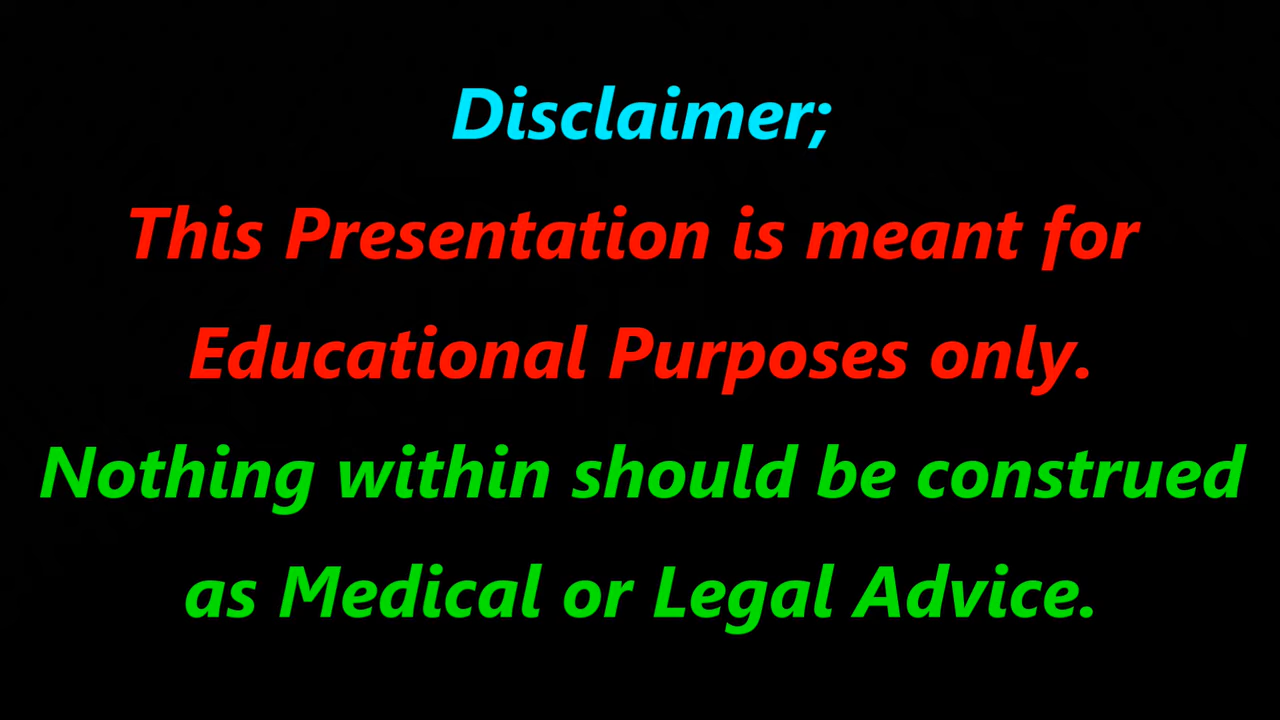 Disclaimer;
This Presentation is meant for
Educational Purposes only.
Nothing within should be construed
as Medical or Legal Advice.